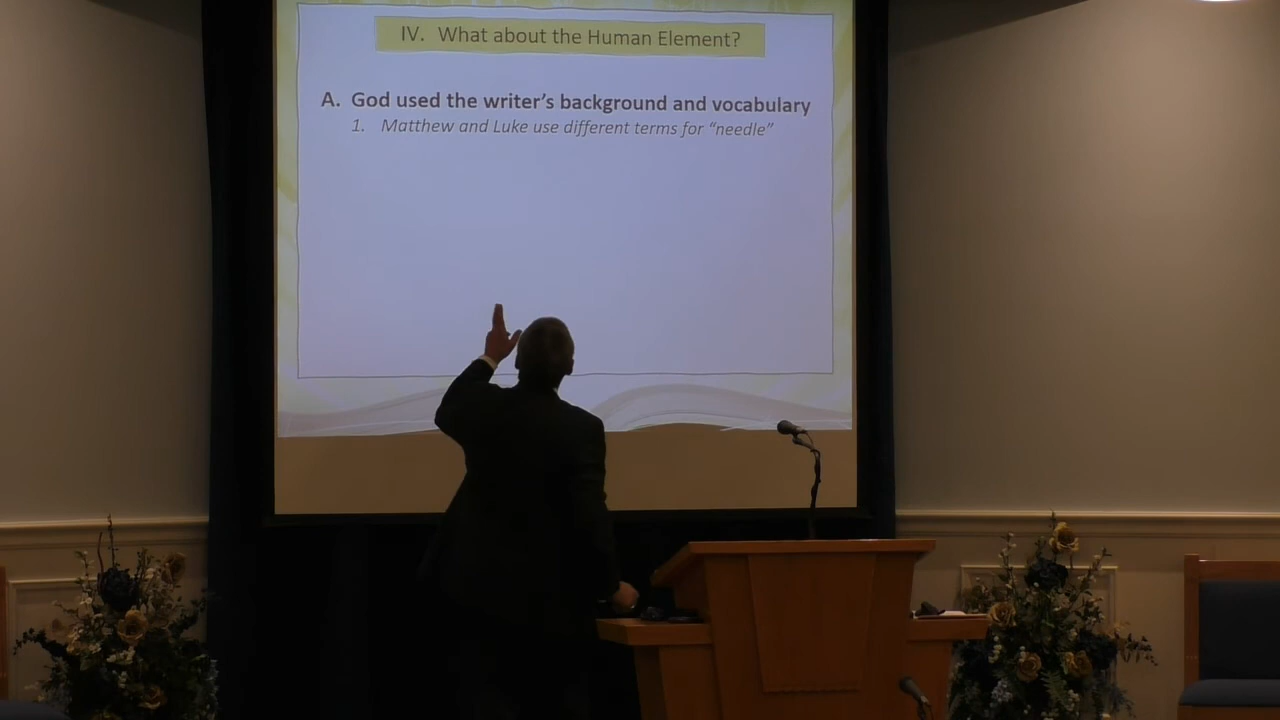 IV. What about the Human Element?
A. God used the writer's background and vocabulary
1. Matthew and Luke use different terms for "needle"